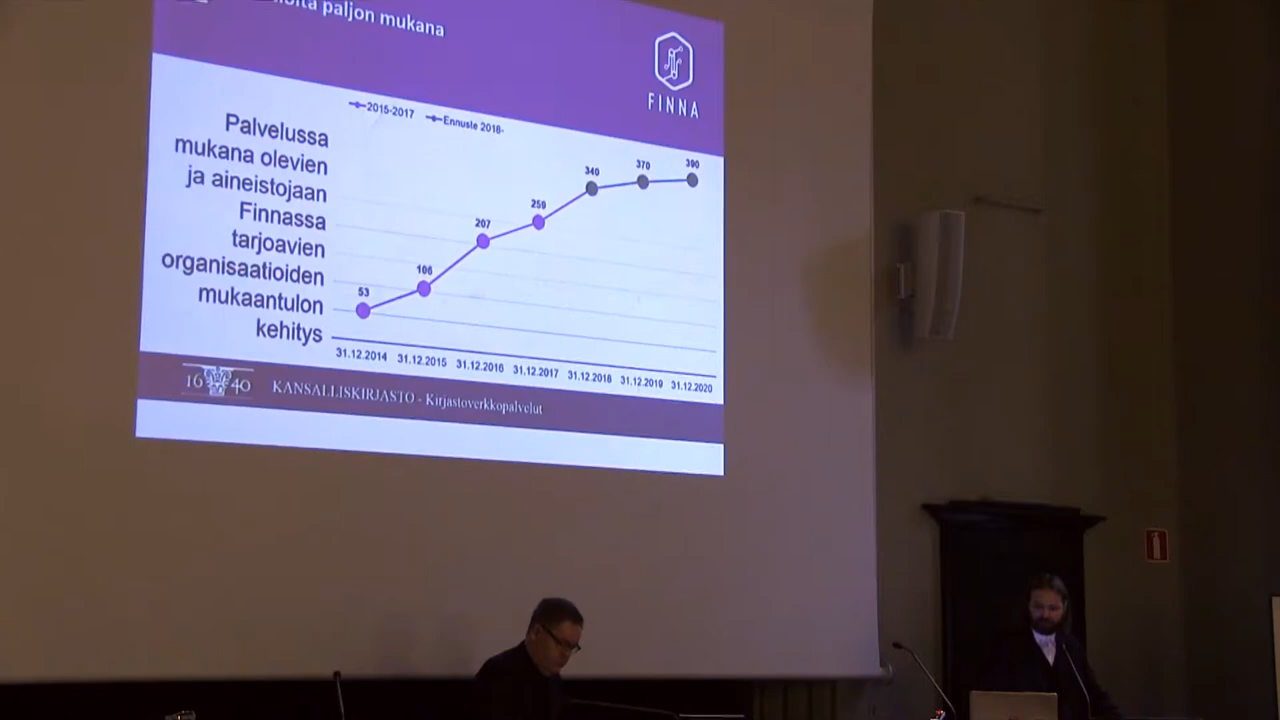 paljon mukana
FINNA
2015-2017
Ennuste 2018-
Palvelussa
mukana olevien
ja aineistojaan
Finnassa
tarjoavien
organisaatioiden
mukaantulon
kehitys
53
106
207
259
340
370
390
31.12.2014 31.12.2015 31.12.2016 31.12.2017 31.12.2018 31.12.2019 31.12.2020
1640
KANSALLISKIRJASTO - Kirjastoverkkopalvelut